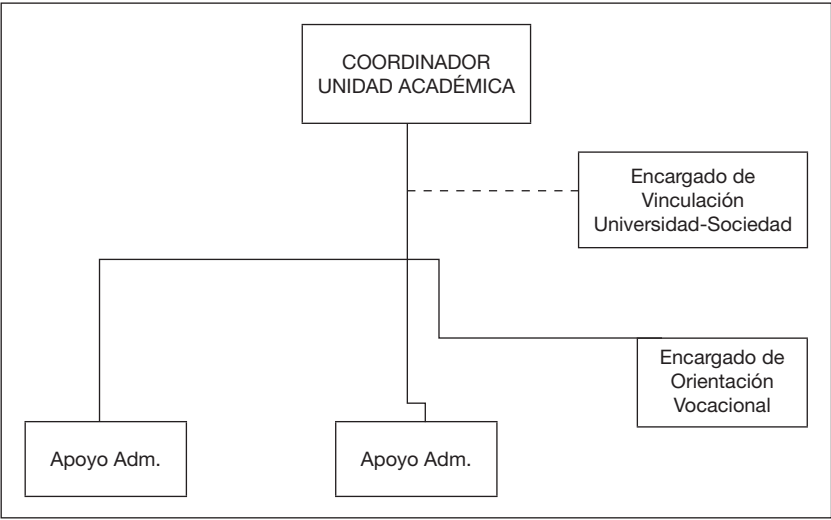 COORDINADOR
UNIDAD ACADÉMICA
Encargado de
Vinculación
Universidad-Sociedad
Encargado de
Orientación
Vocacional
Apoyo Adm.
Apoyo Adm.